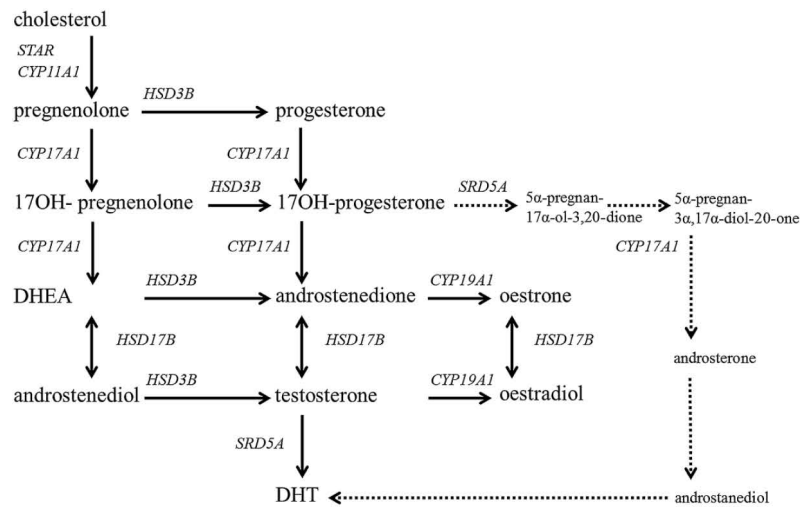 cholesterol
STAR
CYP11A1
HSD3B
pregnenolone progesterone
CYP17A1 CYP17A1
HSD3B SRD5A
17OH- pregnenolone 17OH-progesterone 5α-pregnan- 5α-pregnan-
17α-ol-3,20-dione 3α,17α-diol-20-one
CYP17A1 CYP17A1 CYP17A1
HSD3B CYP19A1
DHEA androstenedione oestrone
HSD17B HSD17B HSD17B
androsterone
HSD3B CYP19A1
androstenediol testosterone oestradiol
SRD5A
DHT androstanediol